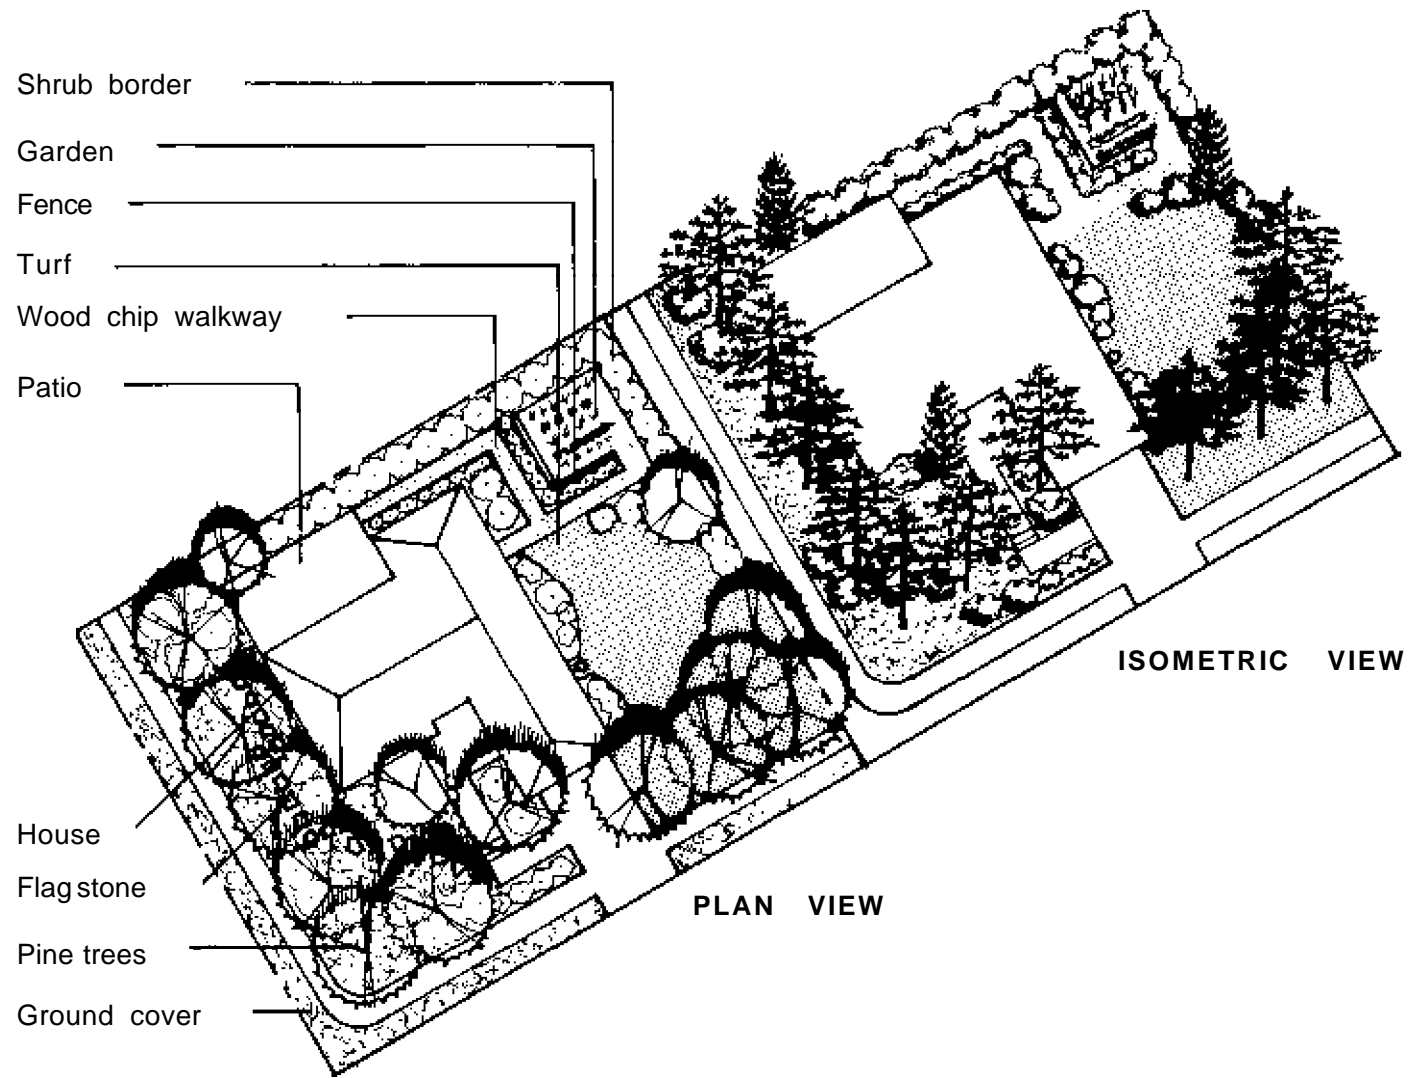 Shrub border
Garden
Fence
Turf
Wood chip walkway
Patio
ISOMETRIC VIEW
House
Flag stone
PLAN VIEW
Pine trees
Ground cover